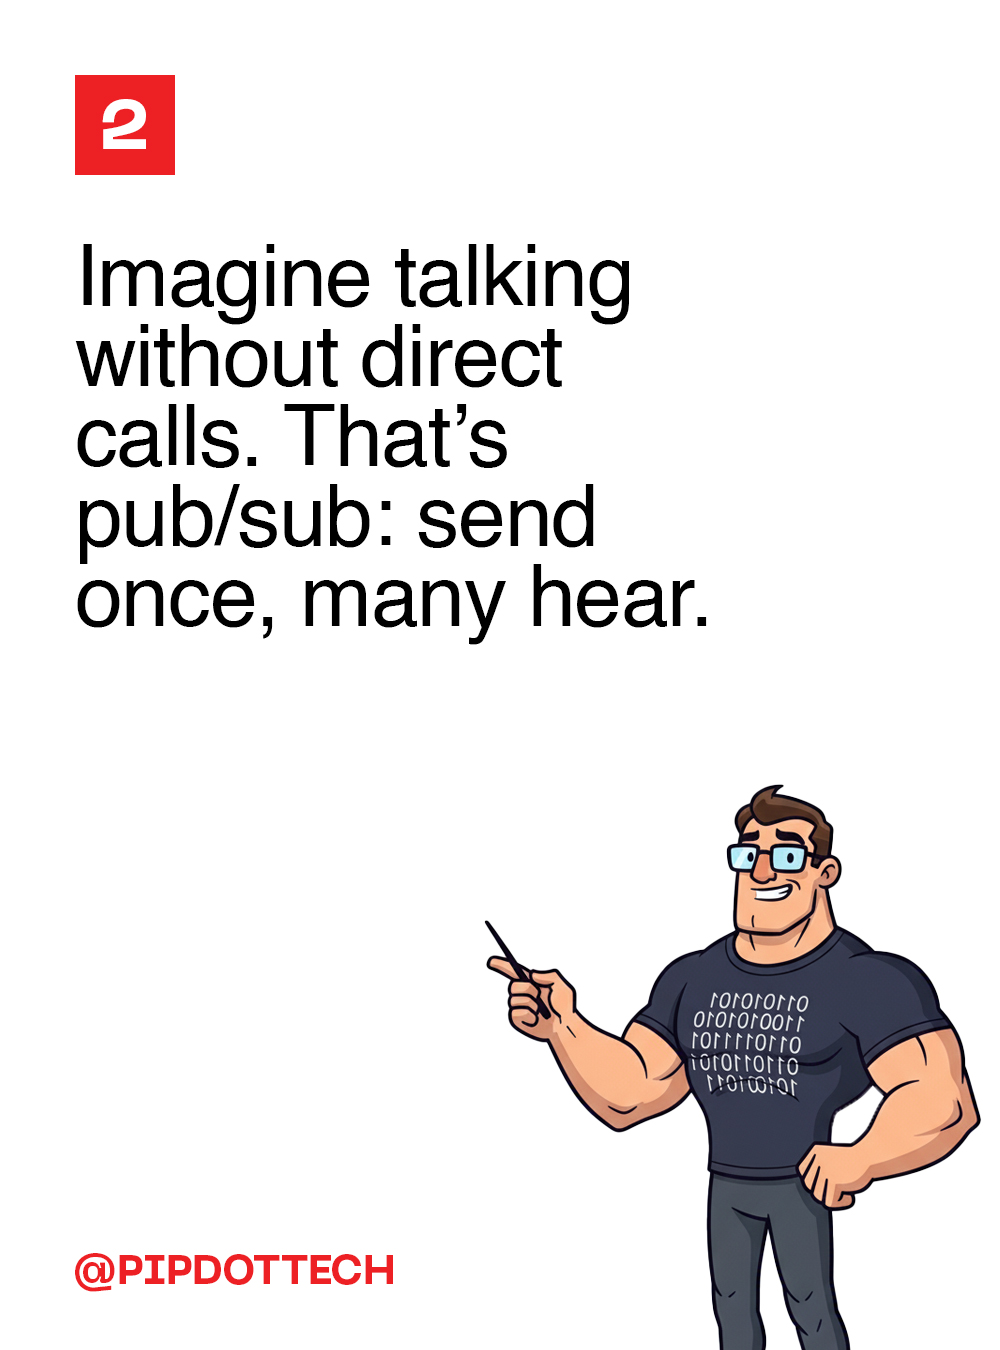 2
Imagine talking
without direct
calls. That’s
pub/sub: send
once, many hear.
@PIPDOTTECH